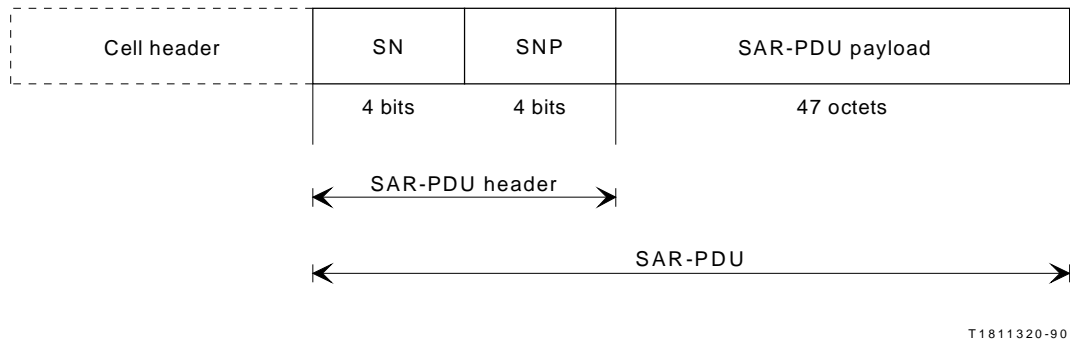 Cell header SN SNP SAR-PDU payload
4 bits 4 bits 47 octets
SAR-PDU header
SAR-PDU
T1811320-90